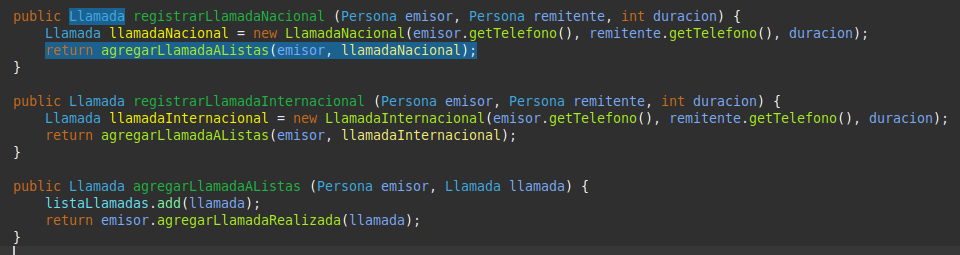 public Llamada registrarLlamadaNacional (Persona emisor, Persona remitente, int duracion) {
    Llamada llamadaNacional = new LlamadaNacional(emisor.getTelefono(), remitente.getTelefono(), duracion);
    return agregarLlamadaAListas(emisor, llamadaNacional);
}

public Llamada registrarLlamadaInternacional (Persona emisor, Persona remitente, int duracion) {
    Llamada llamadaInternacional = new LlamadaInternacional(emisor.getTelefono(), remitente.getTelefono(), duracion);
    return agregarLlamadaAListas(emisor, llamadaInternacional);
}

public Llamada agregarLlamadaAListas (Persona emisor, Llamada llamada) {
    listaLlamadas.add(llamada);
    return emisor.agregarLlamadaRealizada(llamada);
}